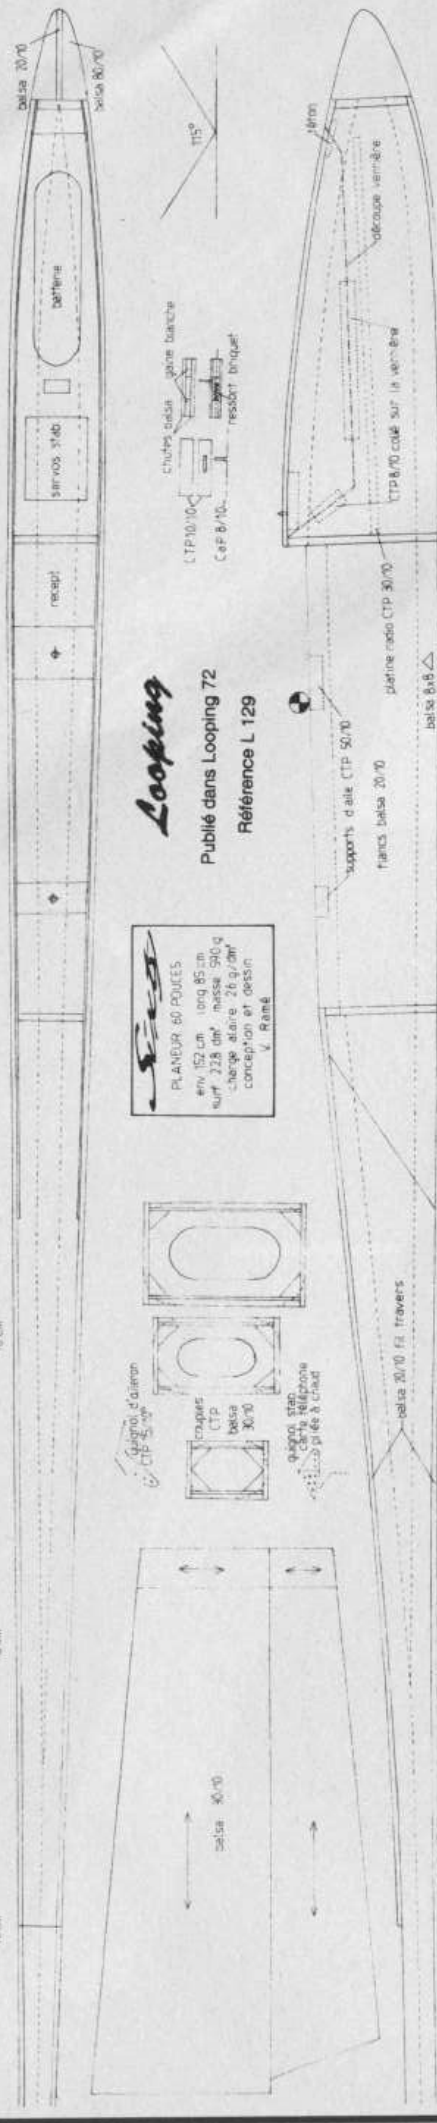 balsa 20/10
balsa 80/10
batterie
servos stab
recept
115°
chutes balsa
gaine blanche
CTP 10/10
CaP 8/10
ressort briquet
Looping
Publié dans Looping 72
Référence L 129
PLANEUR 60 POUCES
env 152 cm long 85 cm
surf 22.8 dm² masse 590 g
charge alaire 26 g/dm²
conception et dessin
V. Ramé
guignol d'aileron
CTP
couples
CTP
balsa
30/10
guignol stab
carte téléphone
pliée à chaud
balsa 30/10
téton
découpe verrière
CTP 8/10 collé sur la verrière
platine radio CTP 30/10
supports d'aile CTP 50/10
flancs balsa 20/10
balsa 8x8
balsa 20/10 fil travers